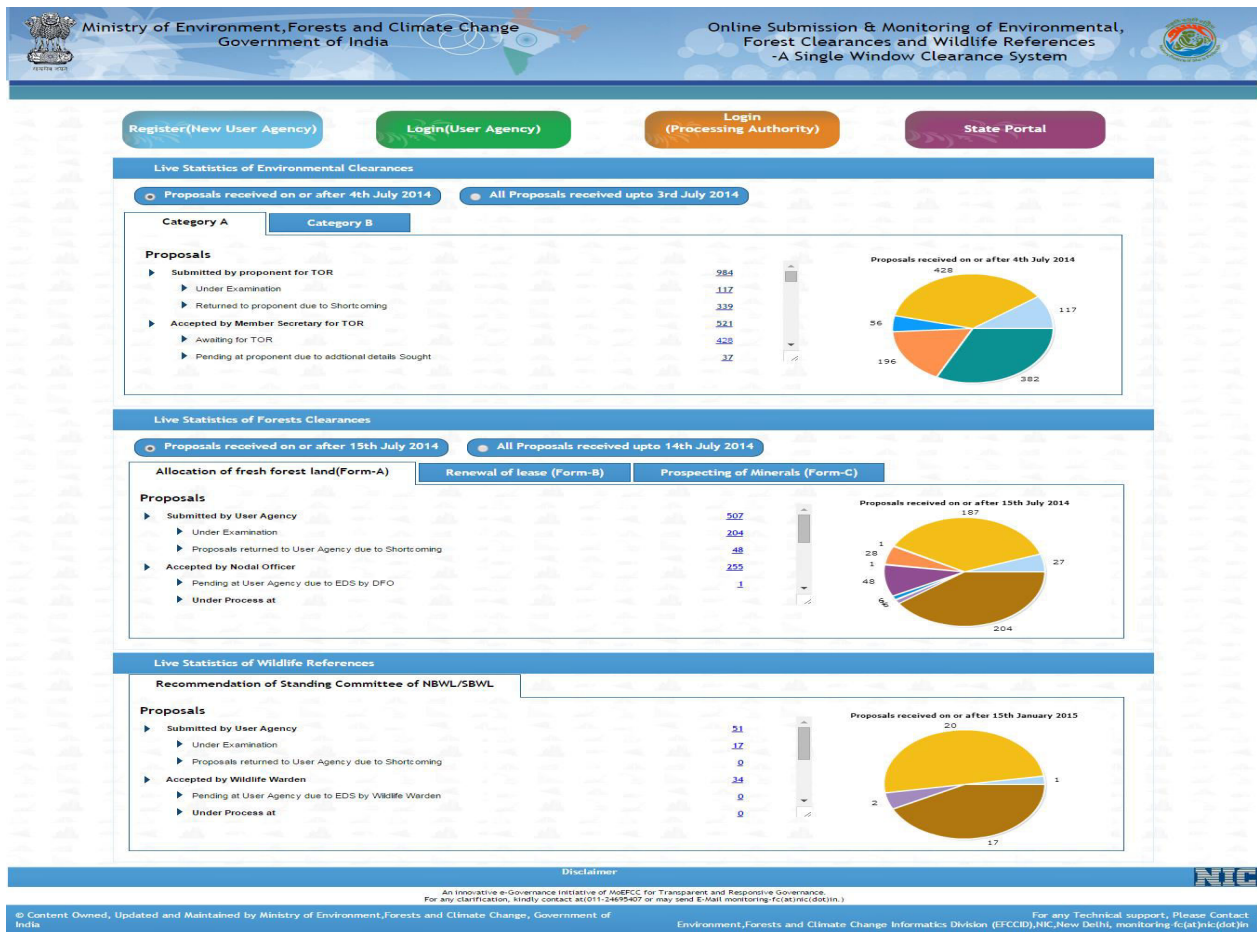 Ministry of Environment,Forests and Climate Change
Government of India
Online Submission & Monitoring of Environmental,
Forest Clearances and Wildlife References
-A Single Window Clearance System
Register(New User Agency)
Login(User Agency)
Login
(Processing Authority)
State Portal
Live Statistics of Environmental Clearances
Proposals received on or after 4th July 2014
All Proposals received upto 3rd July 2014
Category A
Category B
Proposals
Submitted by proponent for TOR 984
Under Examination 117
Returned to proponent due to Shortcoming 339
Accepted by Member Secretary for TOR 521
Awaiting for TOR 428
Pending at proponent due to addtional details Sought 37
Proposals received on or after 4th July 2014
428
117
56
196
382
Live Statistics of Forests Clearances
Proposals received on or after 15th July 2014
All Proposals received upto 14th July 2014
Allocation of fresh forest land(Form-A)
Renewal of lease (Form-B)
Prospecting of Minerals (Form-C)
Proposals
Submitted by User Agency 507
Under Examination 204
Proposals returned to User Agency due to Shortcoming 48
Accepted by Nodal Officer 255
Pending at User Agency due to EDS by DFO 1
Under Process at
Proposals received on or after 15th July 2014
187
1
28
27
1
48
204
Live Statistics of Wildlife References
Recommendation of Standing Committee of NBWL/SBWL
Proposals
Submitted by User Agency 51
Under Examination 17
Proposals returned to User Agency due to Shortcoming 0
Accepted by Wildlife Warden 34
Pending at User Agency due to EDS by Wildlife Warden 0
Under Process at 0
Proposals received on or after 15th January 2015
20
1
2
17
Disclaimer
NIC
An innovative e-Governance initiative of MoEFCC for Transparent and Responsive Governance.
For any clarification, kindly contact at(011-24695407 or may send E-Mail monitoring-fc(at)nic(dot)in.)
© Content Owned, Updated and Maintained by Ministry of Environment,Forests and Climate Change, Government of
India
For any Technical support, Please Contact
Environment,Forests and Climate Change Informatics Division (EFCCID),NIC,New Delhi, monitoring-fc(at)nic(dot)in